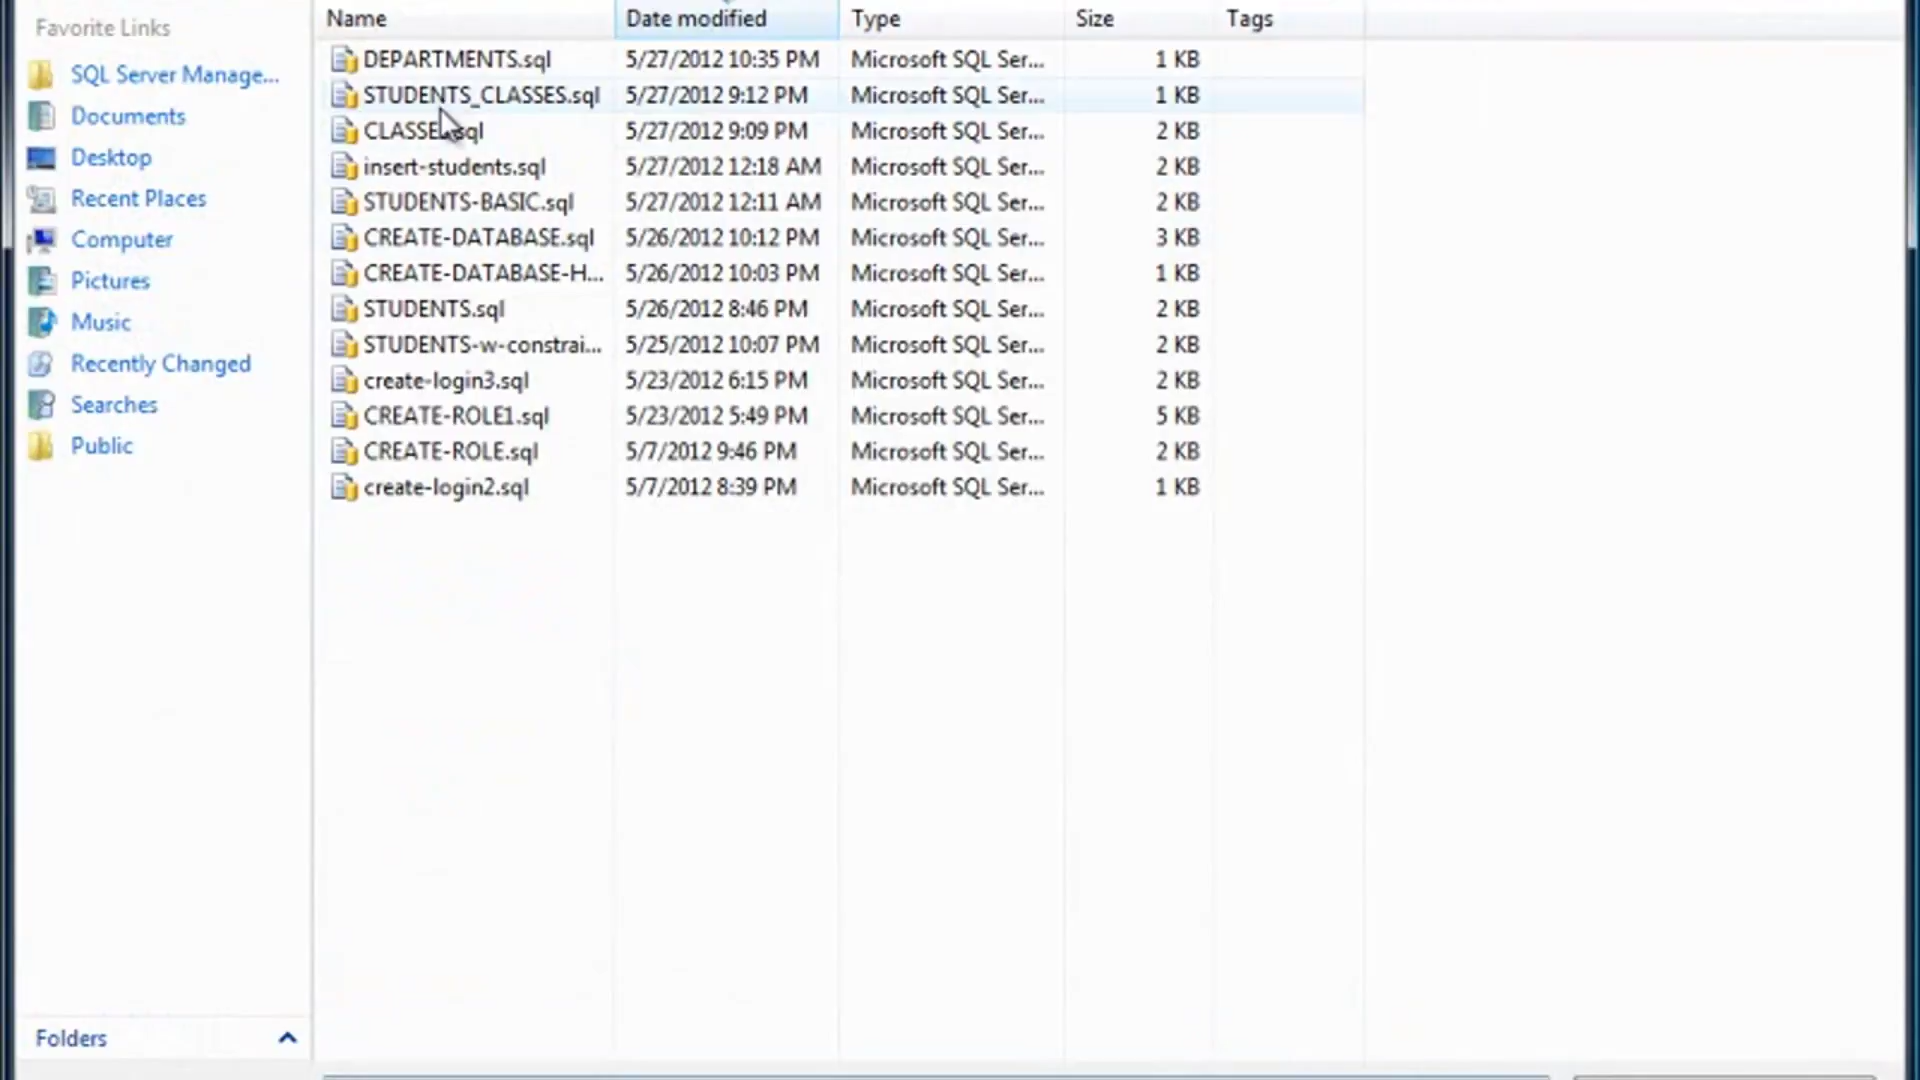 Favorite Links
SQL Server Manage...
Documents
Desktop
Recent Places
Computer
Pictures
Music
Recently Changed
Searches
Public
Folders
Name Date modified Type Size Tags
DEPARTMENTS.sql 5/27/2012 10:35 PM Microsoft SQL Ser... 1 KB
STUDENTS_CLASSES.sql 5/27/2012 9:12 PM Microsoft SQL Ser... 1 KB
5/27/2012 9:09 PM Microsoft SQL Ser... 2 KB
insert-students.sql 5/27/2012 12:18 AM Microsoft SQL Ser... 2 KB
STUDENTS-BASIC.sql 5/27/2012 12:11 AM Microsoft SQL Ser... 2 KB
CREATE-DATABASE.sql 5/26/2012 10:12 PM Microsoft SQL Ser... 3 KB
CREATE-DATABASE-H... 5/26/2012 10:03 PM Microsoft SQL Ser... 1 KB
STUDENTS.sql 5/26/2012 8:46 PM Microsoft SQL Ser... 2 KB
STUDENTS-w-constrai... 5/25/2012 10:07 PM Microsoft SQL Ser... 2 KB
create-login3.sql 5/23/2012 6:15 PM Microsoft SQL Ser... 2 KB
CREATE-ROLE1.sql 5/23/2012 5:49 PM Microsoft SQL Ser... 5 KB
CREATE-ROLE.sql 5/7/2012 9:46 PM Microsoft SQL Ser... 2 KB
create-login2.sql 5/7/2012 8:39 PM Microsoft SQL Ser... 1 KB